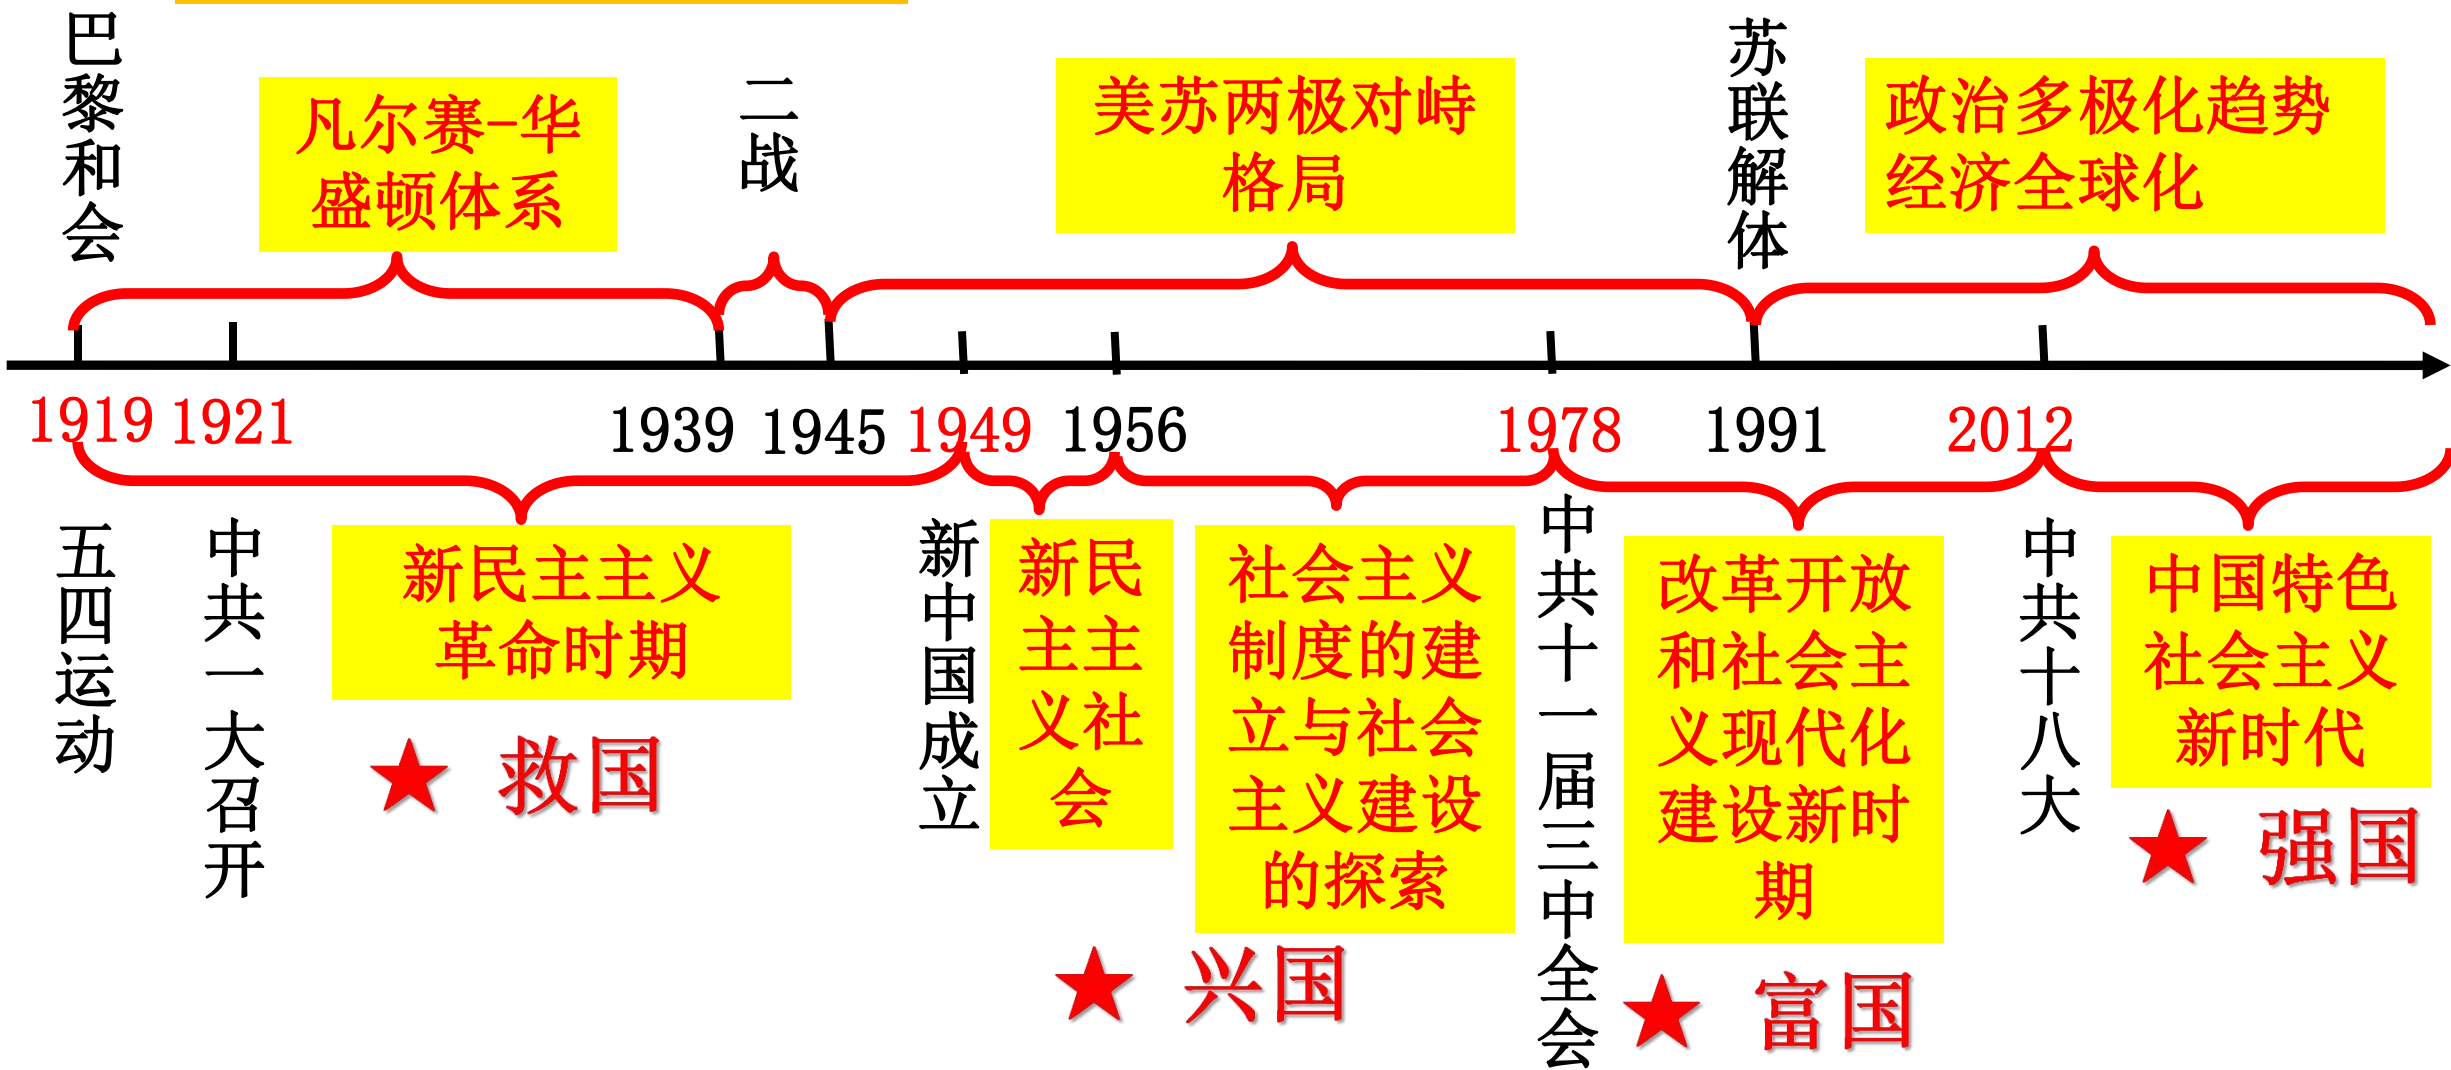 巴黎和会
凡尔赛-华
盛顿体系
二战
美苏两极对峙
格局
苏联解体
政治多极化趋势
经济全球化
1919
1921
1939
1945
1949
1956
1978
1991
2012
五四运动
中共一大召开
新民主主义
革命时期
★ 救国
新中国成立
新民
主主
义社
会
社会主义
制度的建
立与社会
主义建设
的探索
★ 兴国
中共十一届三中全会
改革开放
和社会主
义现代化
建设新时
期
★ 富国
中共十八大
中国特色
社会主义
新时代
★ 强国